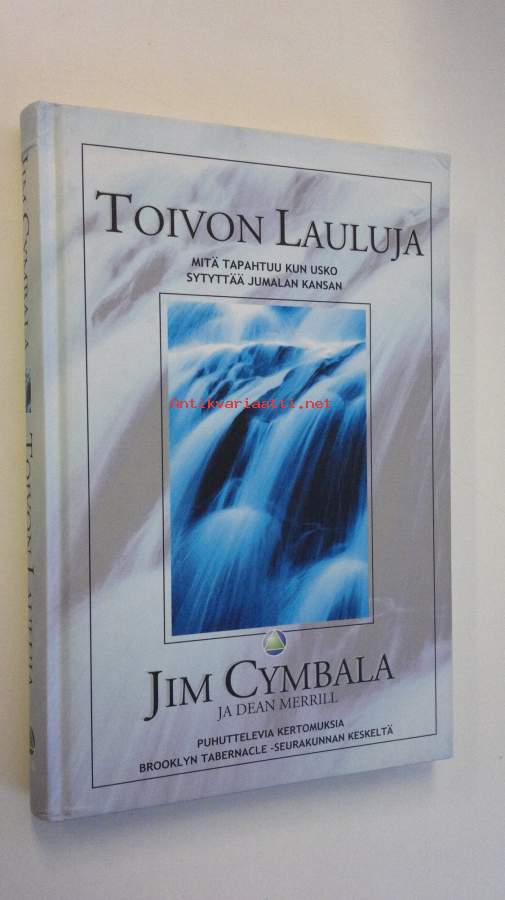 TOIVON LAULUJA
MITÄ TAPAHTUU KUN USKO
SYTYTTÄÄ JUMALAN KANSAN
Antikvariaatti.net
JIM CYMBALA
JA DEAN MERRILL
PUHUTTELEVIA KERTOMUKSIA
BROOKLYN TABERNACLE -SEURAKUNNAN KESKELTÄ
JIM CYMBALA TOIVON LAULUJA